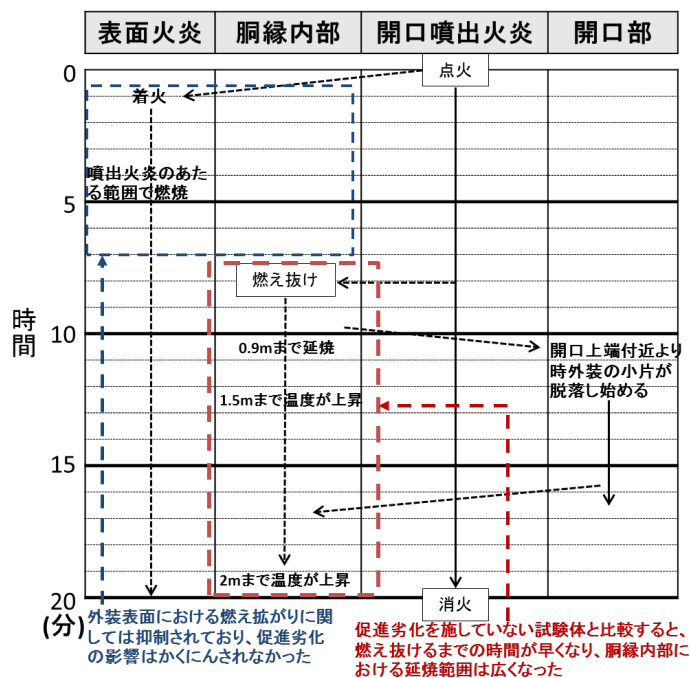 表面火炎
胴縁内部
開口噴出火炎
開口部
0
点火
着火
噴出火炎のあた
る範囲で燃焼
5
燃え抜け
時間
10
0.9mまで延焼
開口上端付近より
時外装の小片が
脱落し始める
1.5mまで温度が上昇
15
2mまで温度が上昇
20
(分)
消火
外装表面における燃え拡がりに関
しては抑制されており、促進劣化
の影響はかくにんされなかった
促進劣化を施していない試験体と比較すると、
燃え抜けるまでの時間が早くなり、胴縁内部に
おける延焼範囲は広くなった